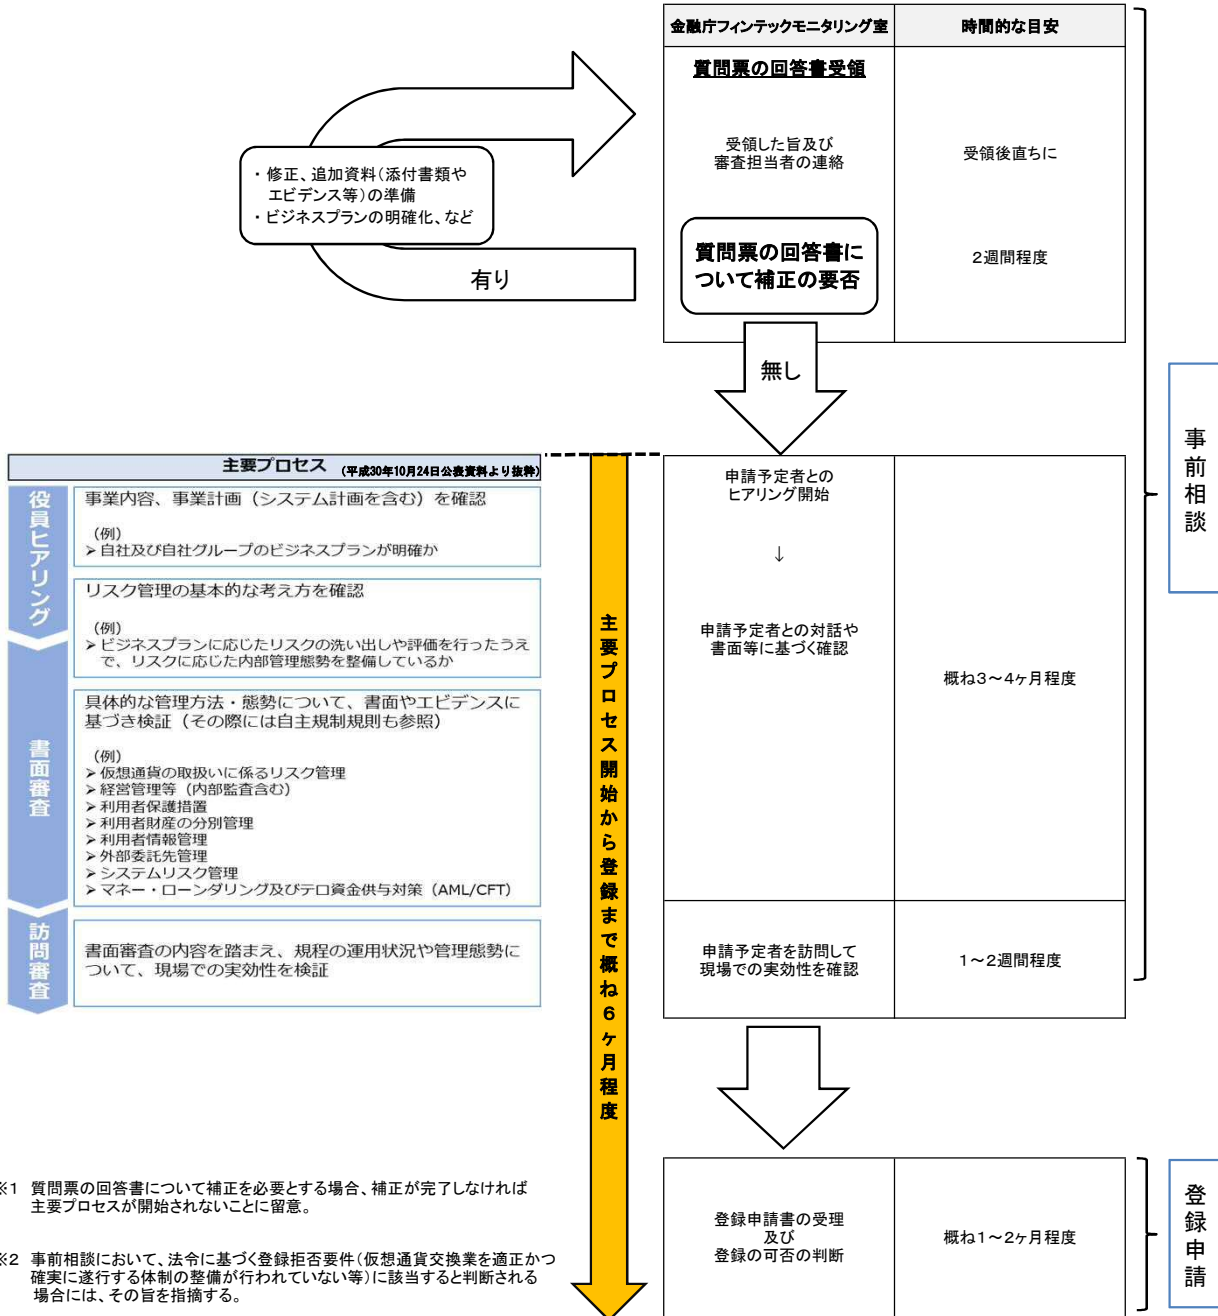 金融庁フィンテックモニタリング室
時間的な目安
質問票の回答書受領
受領した旨及び
審査担当者の連絡
受領後直ちに
・修正、追加資料(添付書類や
エビデンス等)の準備
・ビジネスプランの明確化、など
有り
質問票の回答書に
ついて補正の要否
2週間程度
無し
事前相談
主要プロセス (平成30年10月24日公表資料より抜粋)
役員ヒアリング
事業内容、事業計画（システム計画を含む）を確認
（例）
➢自社及び自社グループのビジネスプランが明確か
リスク管理の基本的な考え方を確認
（例）
➢ビジネスプランに応じたリスクの洗い出しや評価を行ったうえ
で、リスクに応じた内部管理態勢を整備しているか
書面審査
具体的な管理方法・態勢について、書面やエビデンスに
基づき検証（その際には自主規制規則も参照）
（例）
➢仮想通貨の取扱いに係るリスク管理
➢経営管理等（内部監査含む）
➢利用者保護措置
➢利用者財産の分別管理
➢利用者情報管理
➢外部委託先管理
➢システムリスク管理
➢マネー・ローンダリング及びテロ資金供与対策（AML/CFT）
訪問審査
書面審査の内容を踏まえ、規程の運用状況や管理態勢に
ついて、現場での実効性を検証
主要プロセス開始から登録まで概ね6ヶ月程度
申請予定者との
ヒアリング開始
↓
申請予定者との対話や
書面等に基づく確認
概ね3～4ヶ月程度
申請予定者を訪問して
現場での実効性を確認
1～2週間程度
登録申請書の受理
及び
登録の可否の判断
概ね1～2ヶ月程度
登録申請
※1 質問票の回答書について補正を必要とする場合、補正が完了しなければ
主要プロセスが開始されないことに留意。
※2 事前相談において、法令に基づく登録拒否要件(仮想通貨交換業を適正かつ
確実に遂行する体制の整備が行われていない等)に該当すると判断される
場合には、その旨を指摘する。